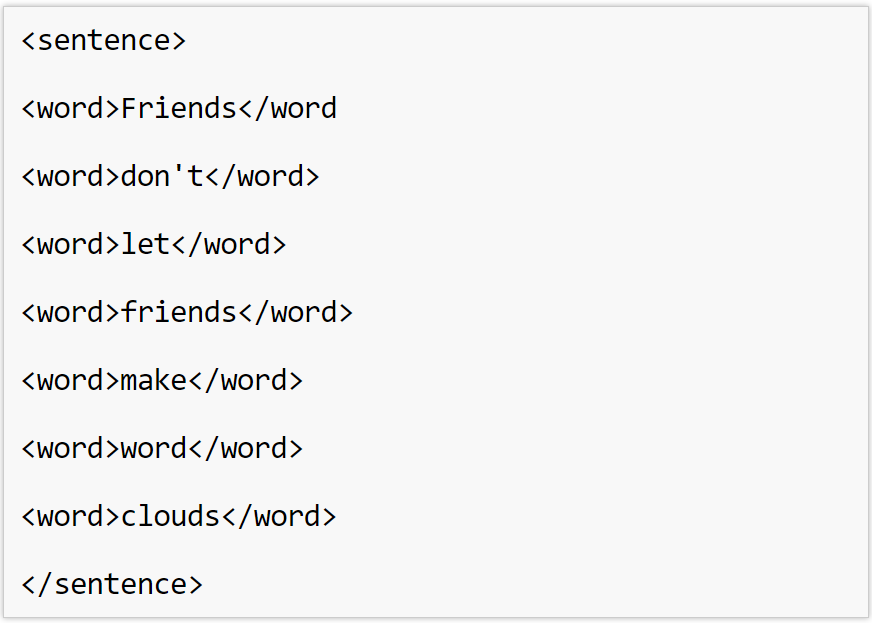 <sentence>
<word>Friends</word
<word>don't</word>
<word>let</word>
<word>friends</word>
<word>make</word>
<word>word</word>
<word>clouds</word>
</sentence>